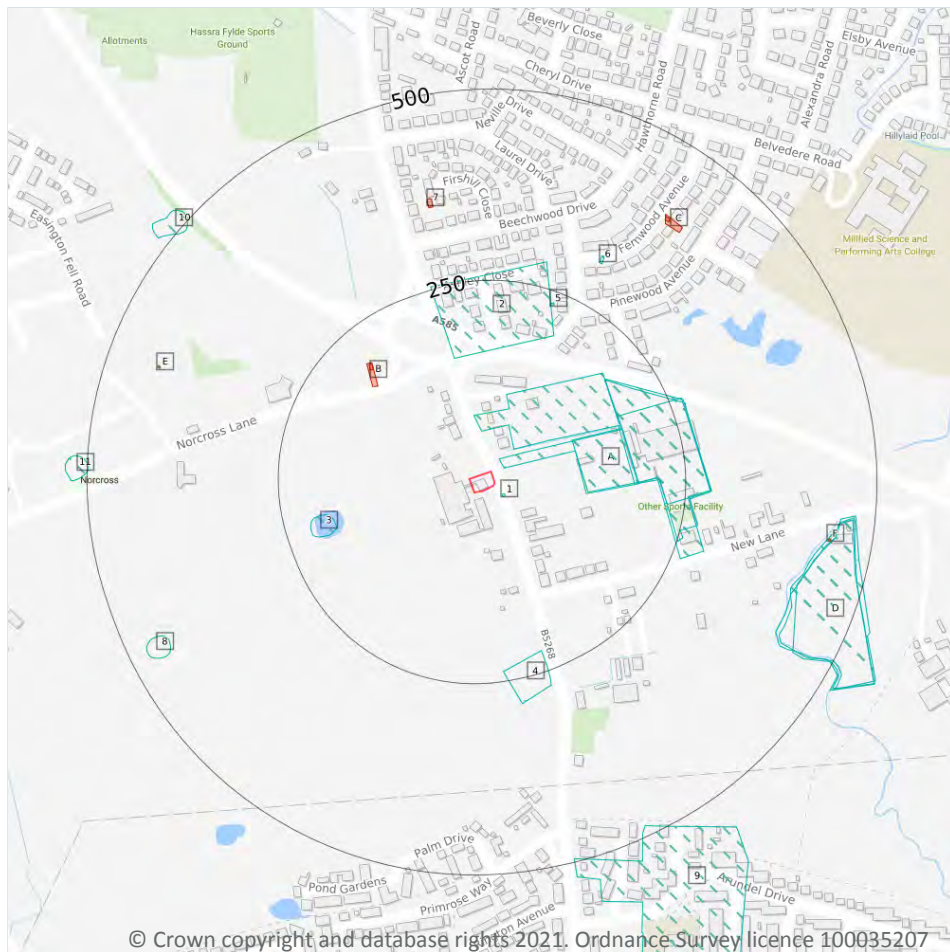 Allotments
Hassra Fylde Sports
Ground
500
Ascot Road
Beverly Close
Cheryl Drive
Neville Drive
Laurel Drive
Hawthorne Road
Alexandra Road
Elsby Avenue
Belvedere Road
Hillylaid Pool
Firshill Close
7
Beechwood Drive
Fernwood Avenue
C
10
Millfield Science and
Performing Arts College
Easington Fell Road
6
Pinewood Avenue
250
Close
2
5
A585
E
B
Norcross Lane
11
Norcross
A
1
Other Sports Facility
3
New Lane
D
8
B5268
4
Palm Drive
Pond Gardens
Primrose Way
Avenue
9
Arundel Drive
© Crown copyright and database rights 2021. Ordnance Survey licence 100035207